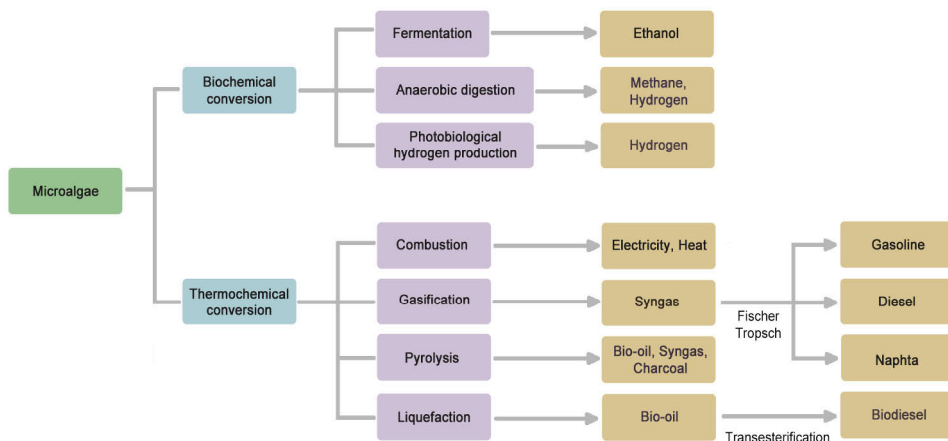 Fermentation
Ethanol
Biochemical
conversion
Anaerobic digestion
Methane,
Hydrogen
Photobiological
hydrogen production
Hydrogen
Microalgae
Combustion
Electricity, Heat
Gasoline
Thermochemical
conversion
Gasification
Syngas
Fischer
Tropsch
Diesel
Pyrolysis
Bio-oil, Syngas,
Charcoal
Naphta
Liquefaction
Bio-oil
Transesterification
Biodiesel